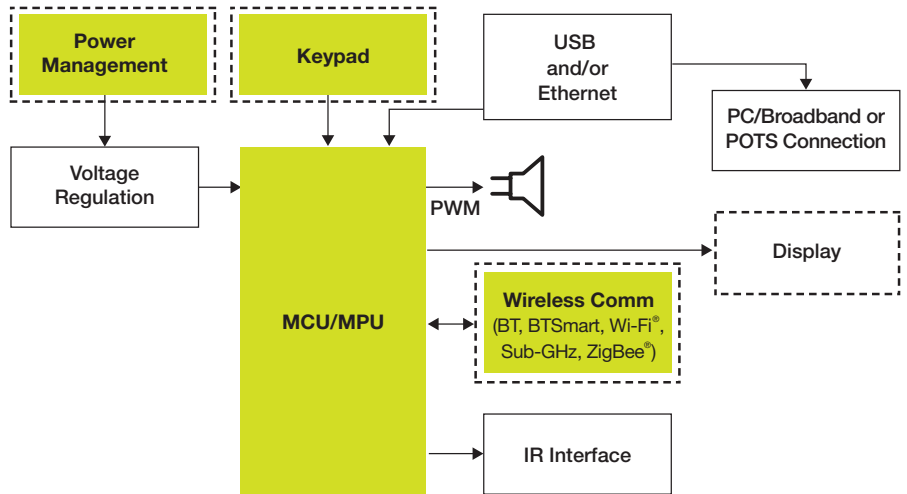 Power
Management
Keypad
USB
and/or
Ethernet
PC/Broadband or
POTS Connection
Voltage
Regulation
PWM
Display
MCU/MPU
Wireless Comm
(BT, BTSmart, Wi-Fi®,
Sub-GHz, ZigBee®)
IR Interface